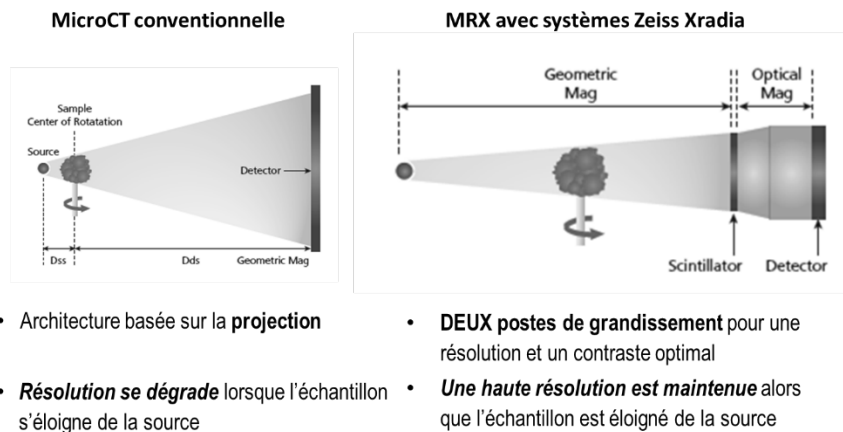 MicroCT conventionnelle
Sample
Center of Rotatation
Source
Detector
Dss
Dds
Geometric Mag
• Architecture basée sur la projection
• Résolution se dégrade lorsque l'échantillon
s'éloigne de la source
MRX avec systèmes Zeiss Xradia
Geometric
Mag
Optical
Mag
Scintillator
Detector
• DEUX postes de grandissement pour une
résolution et un contraste optimal
• Une haute résolution est maintenue alors
que l'échantillon est éloigné de la source